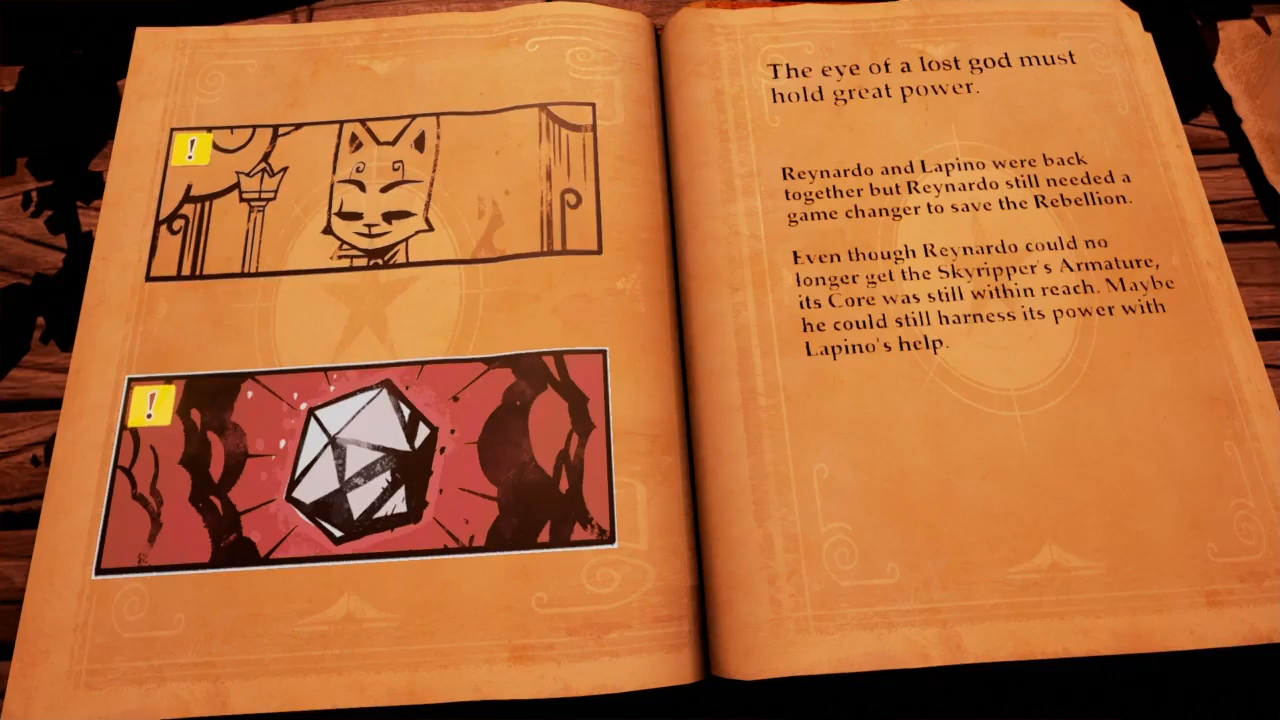 !
!
The eye of a lost god must
hold great power.
Reynardo and Lapino were back
together but Reynardo still needed a
game changer to save the Rebellion.
Even though Reynardo could no
longer get the Skyripper's Armature,
its Core was still within reach. Maybe
he could still harness its power with
Lapino's help.